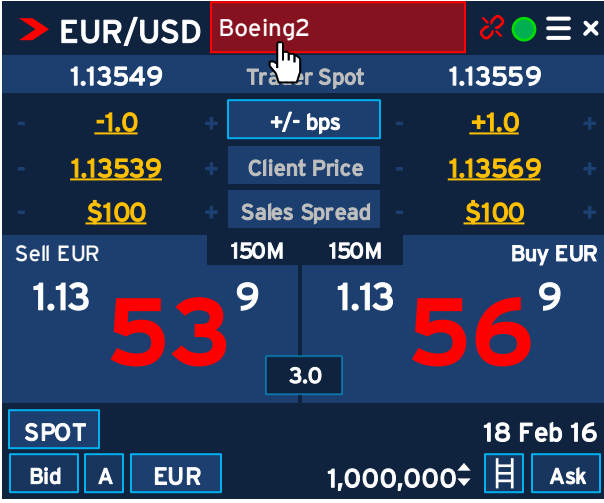 EUR/USD Boeing2
1.13549 Trader Spot 1.13559
- -1.0 + +/- bps - +1.0 +
- 1.13539 + Client Price - 1.13569 +
- $100 + Sales Spread - $100 +
Sell EUR 150M 150M Buy EUR
1.13 53 9 1.13 56 9
3.0
SPOT 18 Feb 16
Bid A EUR 1,000,000 Ask